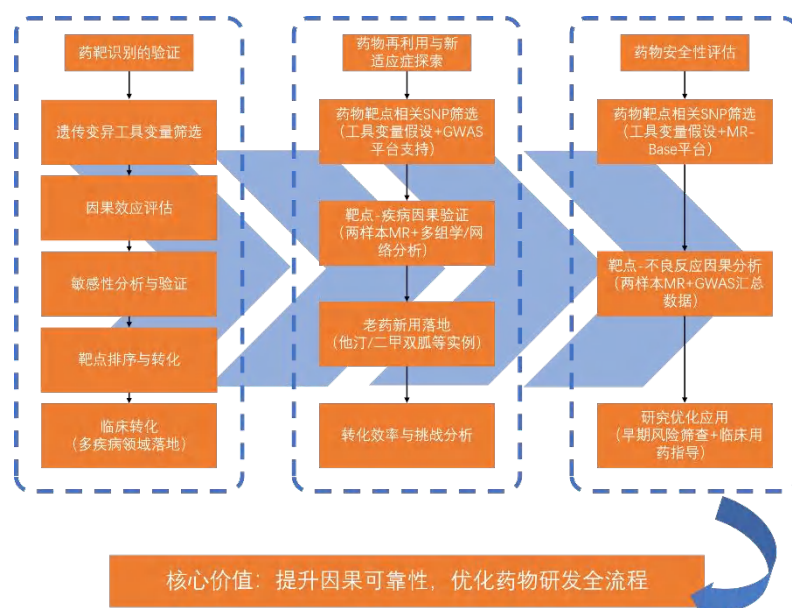 药靶识别的验证
遗传变异工具变量筛选
因果效应评估
敏感性分析与验证
靶点排序与转化
临床转化
（多疾病领域落地）
药物再利用与新
适应症探索
药物靶点相关SNP筛选
（工具变量假设+GWAS
平台支持）
靶点-疾病因果验证
（两样本MR+多组学/网
络分析）
老药新用落地
（他汀/二甲双胍等实例）
转化效率与挑战分析
药物安全性评估
药物靶点相关SNP筛选
（工具变量假设+MR-
Base平台）
靶点-不良反应因果分析
（两样本MR+GWAS汇总
数据）
研究优化应用
（早期风险筛查+临床用
药指导）
核心价值：提升因果可靠性，优化药物研发全流程